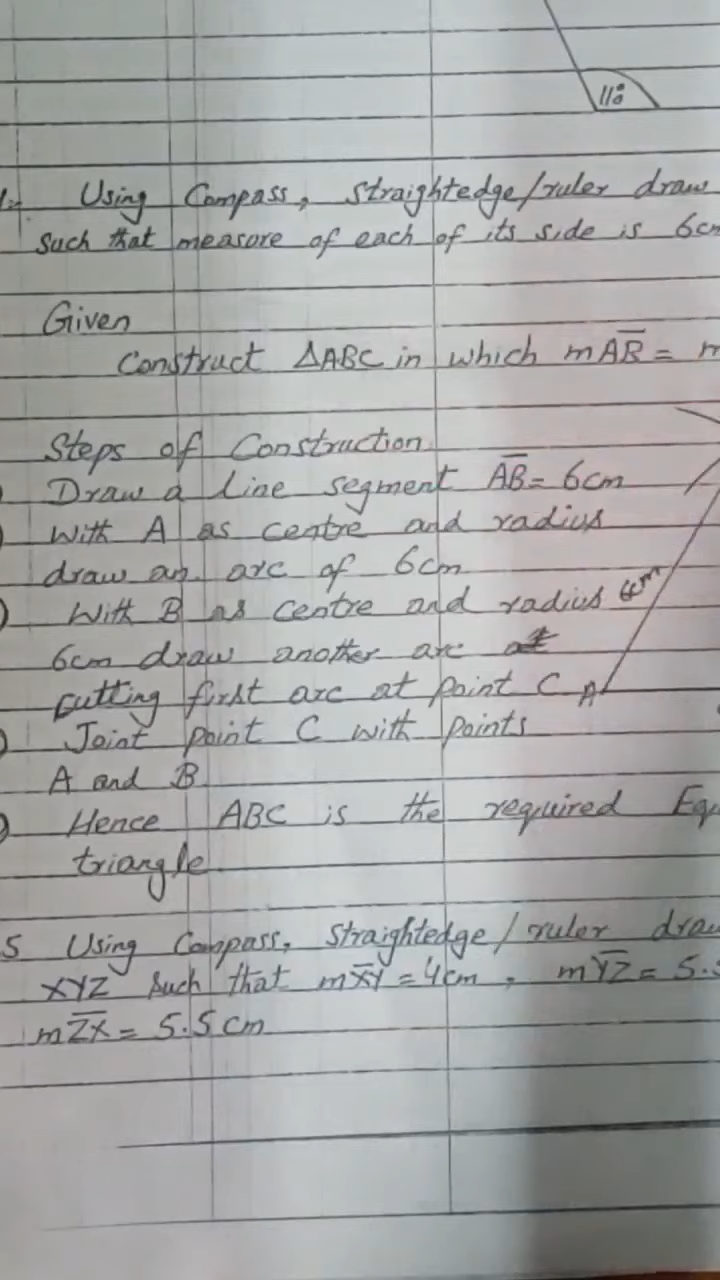 110°
1:- Using Compass, Straightedge/ruler draw
such that measure of each of its side is 6cm
Given
Construct ΔABC in which mAB = m
Steps of Construction
Draw a line segment AB = 6cm
With A as centre and radius
draw an arc of 6cm
With B as centre and radius
6cm
6cm draw another arc
cutting first arc at point C
A
Joint point C with points
A and B
Hence ABC is the required Equ
triangle
5 Using Compass, Straightedge/ruler draw
XYZ such that mXY = 4cm, mYZ = 5.5
mZX = 5.5cm